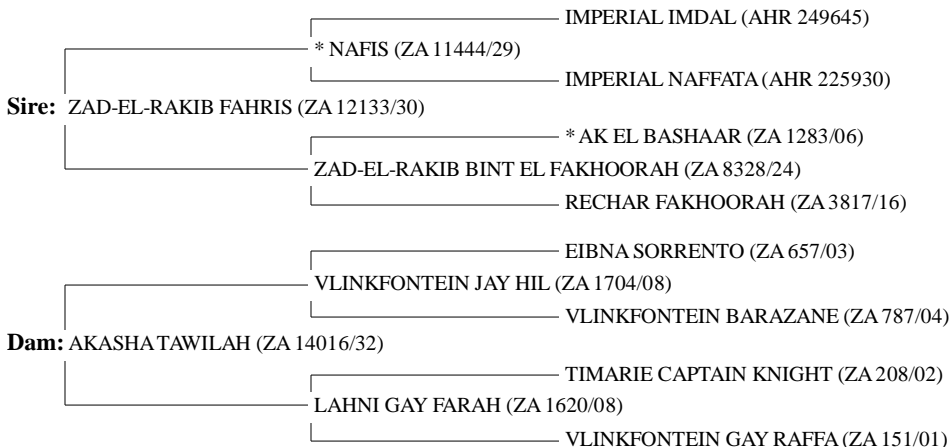 IMPERIAL IMDAL (AHR 249645)
* NAFIS (ZA 11444/29)
IMPERIAL NAFFATA (AHR 225930)
Sire: ZAD-EL-RAKIB FAHRIS (ZA 12133/30)
* AK EL BASHAAR (ZA 1283/06)
ZAD-EL-RAKIB BINT EL FAKHOORAH (ZA 8328/24)
RECHAR FAKHOORAH (ZA 3817/16)
EIBNA SORRENTO (ZA 657/03)
VLINKFONTEIN JAY HIL (ZA 1704/08)
VLINKFONTEIN BARAZANE (ZA 787/04)
Dam: AKASHA TAWILAH (ZA 14016/32)
TIMARIE CAPTAIN KNIGHT (ZA 208/02)
LAHNI GAY FARAH (ZA 1620/08)
VLINKFONTEIN GAY RAFFA (ZA 151/01)